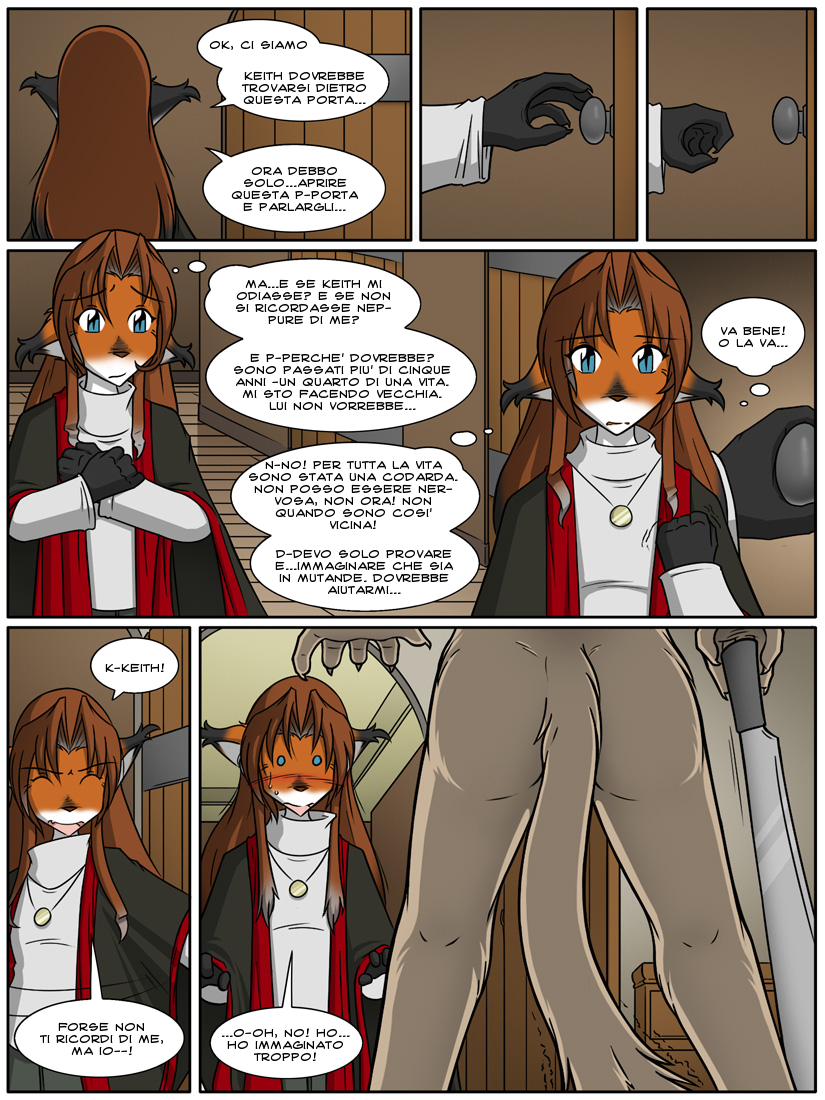 OK, CI SIAMO
KEITH DOVREBBE
TROVARSI DIETRO
QUESTA PORTA...
ORA DEBBO
SOLO...APRIRE
QUESTA P-PORTA
E PARLARGLI...
MA...E SE KEITH MI
ODIASSE? E SE NON
SI RICORDASSE NEP-
PURE DI ME?
E P-PERCHE' DOVREBBE?
SONO PASSATI PIU' DI CINQUE
ANNI -UN QUARTO DI UNA VITA.
MI STO FACENDO VECCHIA.
LUI NON VORREBBE...
N-NO! PER TUTTA LA VITA
SONO STATA UNA CODARDA.
NON POSSO ESSERE NER-
VOSA, NON ORA! NON
QUANDO SONO COSI'
VICINA!
D-DEVO SOLO PROVARE
E...IMMAGINARE CHE SIA
IN MUTANDE. DOVREBBE
AIUTARMI...
VA BENE!
O LA VA...
K-KEITH!
FORSE NON
TI RICORDI DI ME,
MA IO--!
...O-OH, NO! HO...
HO IMMAGINATO
TROPPO!